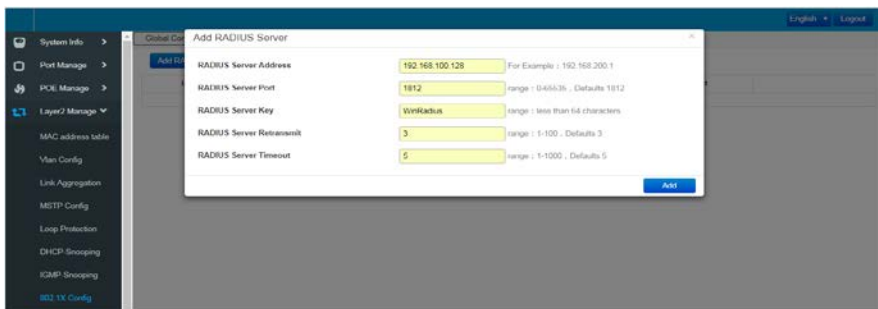 English Logout
System Info
Port Manage
POE Manage
Layer2 Manage
MAC address table
Vlan Config
Link Aggregation
MSTP Config
Loop Protection
DHCP-Snooping
IGMP-Snooping
802.1X Config
Global Con
Add RA
Add RADIUS Server
RADIUS Server Address 192.168.100.128 For Example : 192.168.200.1
RADIUS Server Port 1812 range : 0-65535 , Defaults 1812
RADIUS Server Key WinRadius range : less than 64 characters
RADIUS Server Retransmit 3 range : 1-100 , Defaults 3
RADIUS Server Timeout 5 range : 1-1000 , Defaults 5
Add